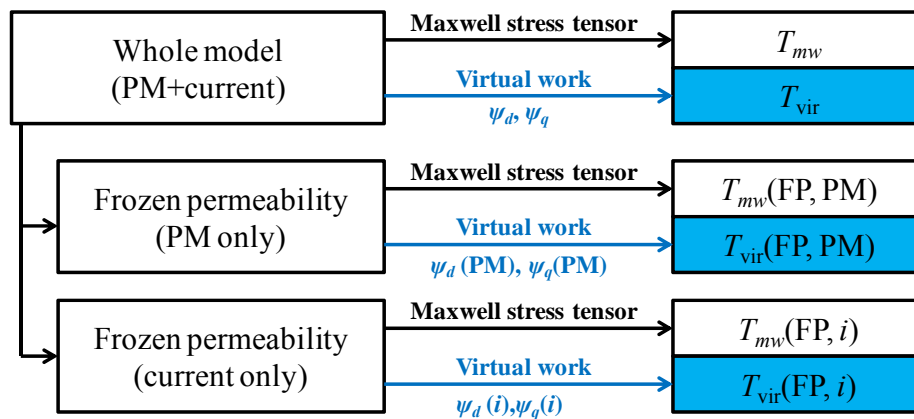 Whole model
(PM+current)
Maxwell stress tensor
T_mw
Virtual work
ψ_d, ψ_q
T_vir
Frozen permeability
(PM only)
Maxwell stress tensor
T_mw(FP, PM)
Virtual work
ψ_d (PM), ψ_q(PM)
T_vir(FP, PM)
Frozen permeability
(current only)
Maxwell stress tensor
T_mw(FP, i)
Virtual work
ψ_d (i),ψ_q(i)
T_vir(FP, i)